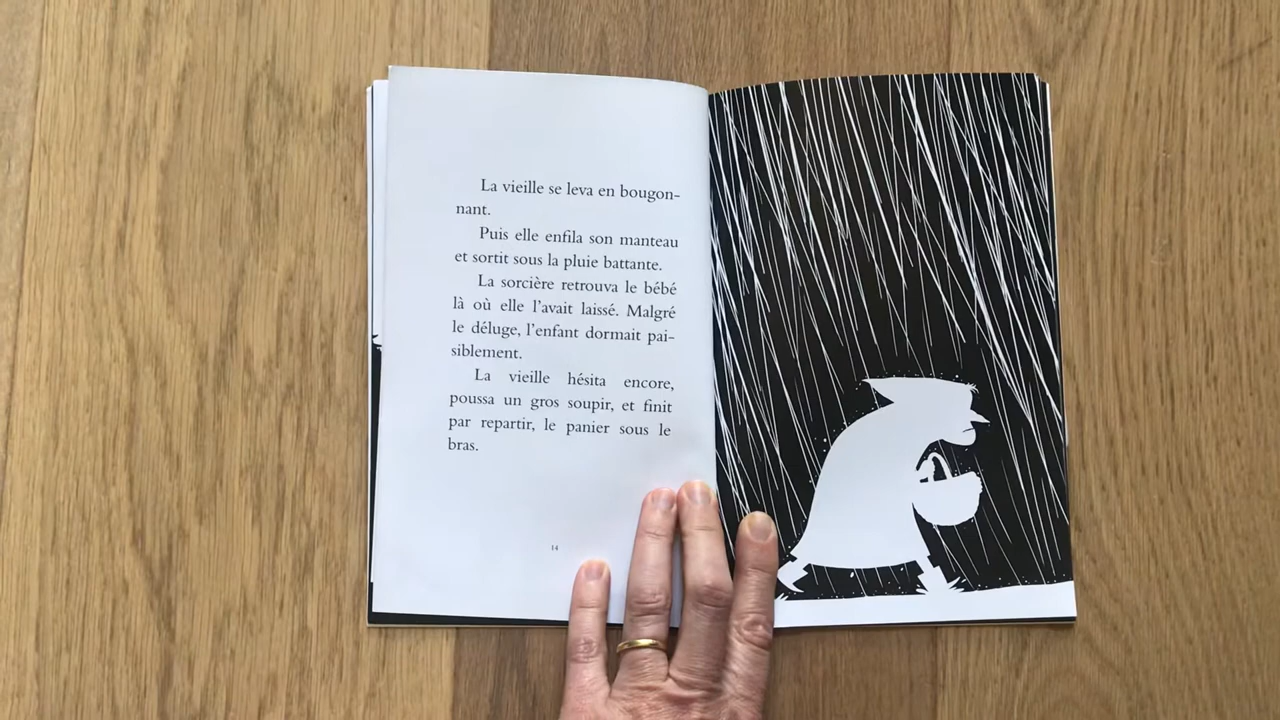 La vieille se leva en bougon-
nant.
Puis elle enfila son manteau
et sortit sous la pluie battante.
La sorcière retrouva le bébé
là où elle l'avait laissé. Malgré
le déluge, l'enfant dormait pai-
siblement.
La vieille hésita encore,
poussa un gros soupir, et finit
par repartir, le panier sous le
bras.
14